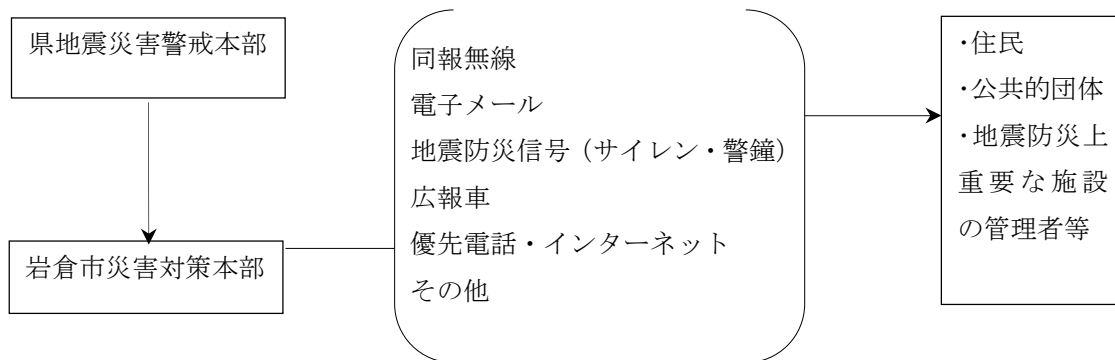 県地震災害警戒本部
岩倉市災害対策本部
同報無線
電子メール
地震防災信号（サイレン・警鐘）
広報車
優先電話・インターネット
その他
・住民
・公共的団体
・地震防災上
重要な施設
の管理者等